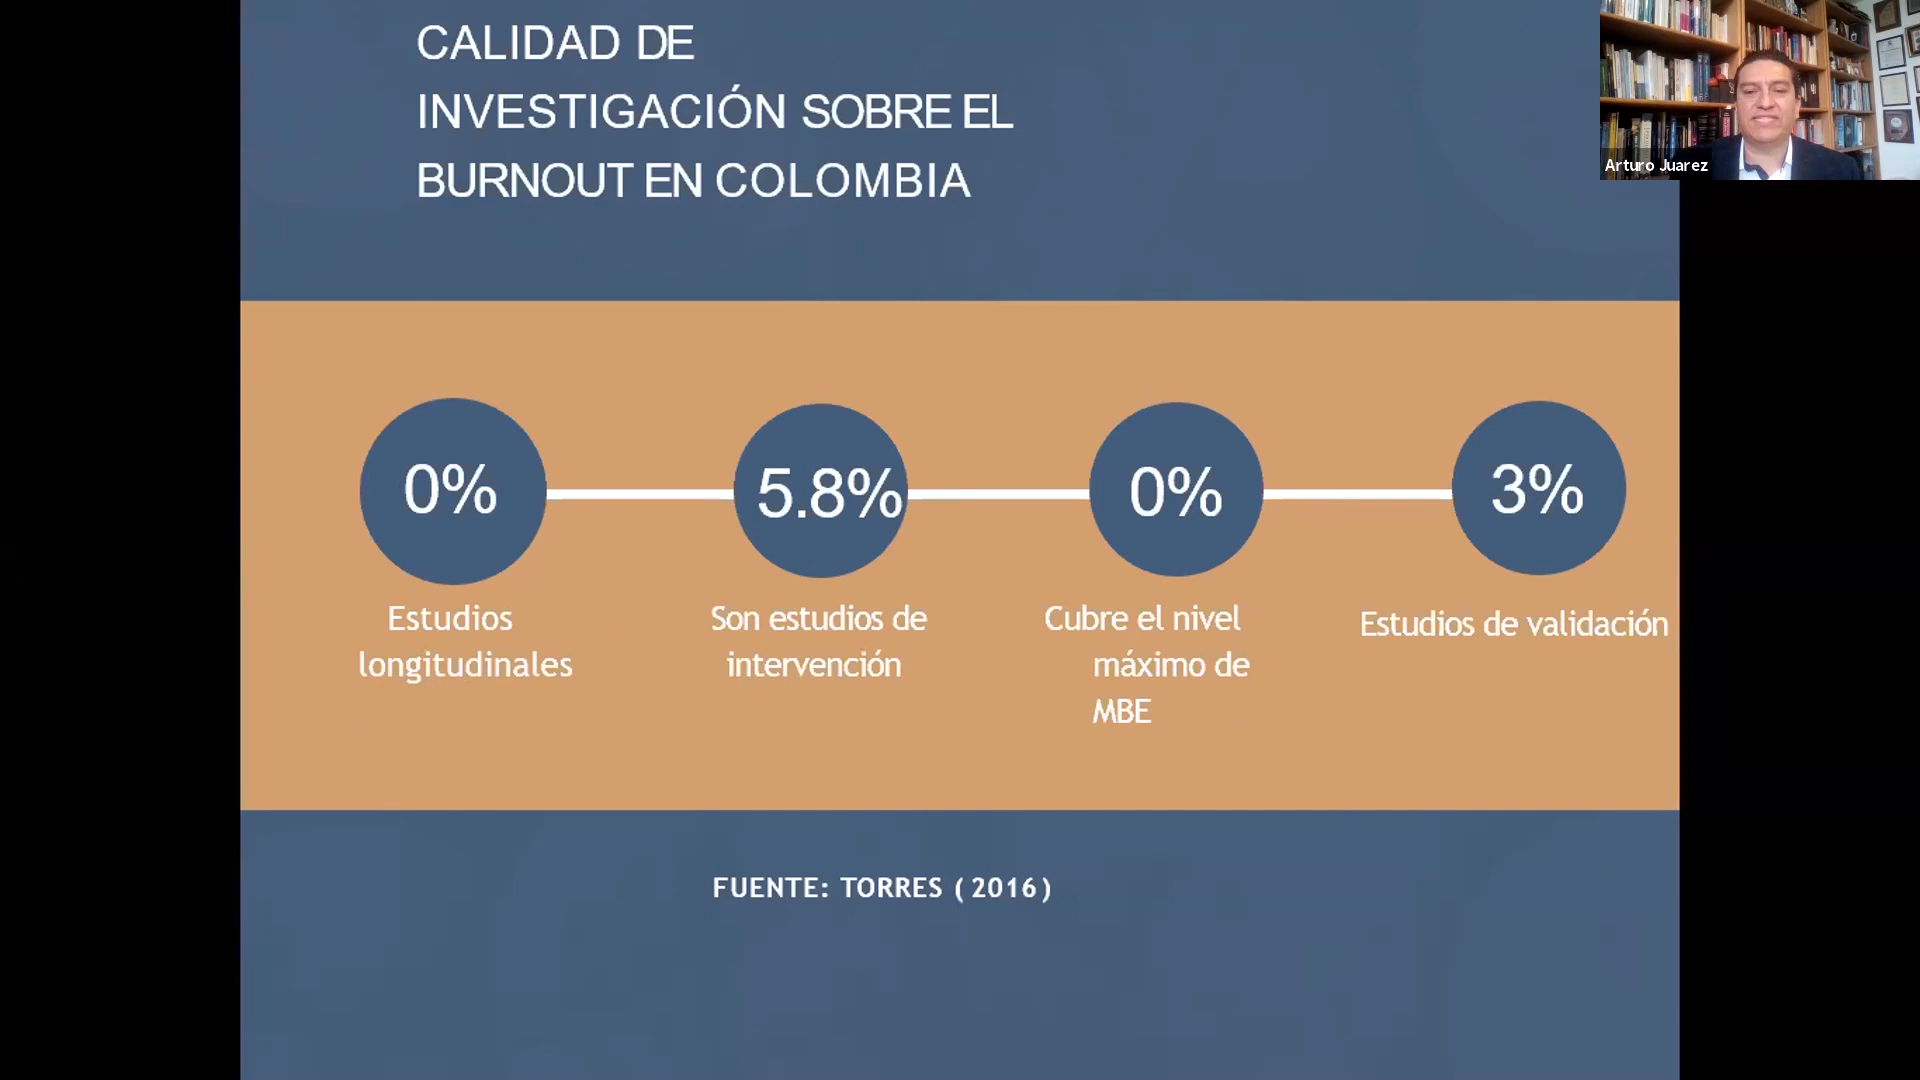 CALIDAD DE
INVESTIGACIÓN SOBRE EL
BURNOUT EN COLOMBIA
Arturo Juarez
0%
5.8%
0%
3%
Estudios
longitudinales
Son estudios de
intervención
Cubre el nivel
máximo de
MBE
Estudios de validación
FUENTE: TORRES ( 2016)